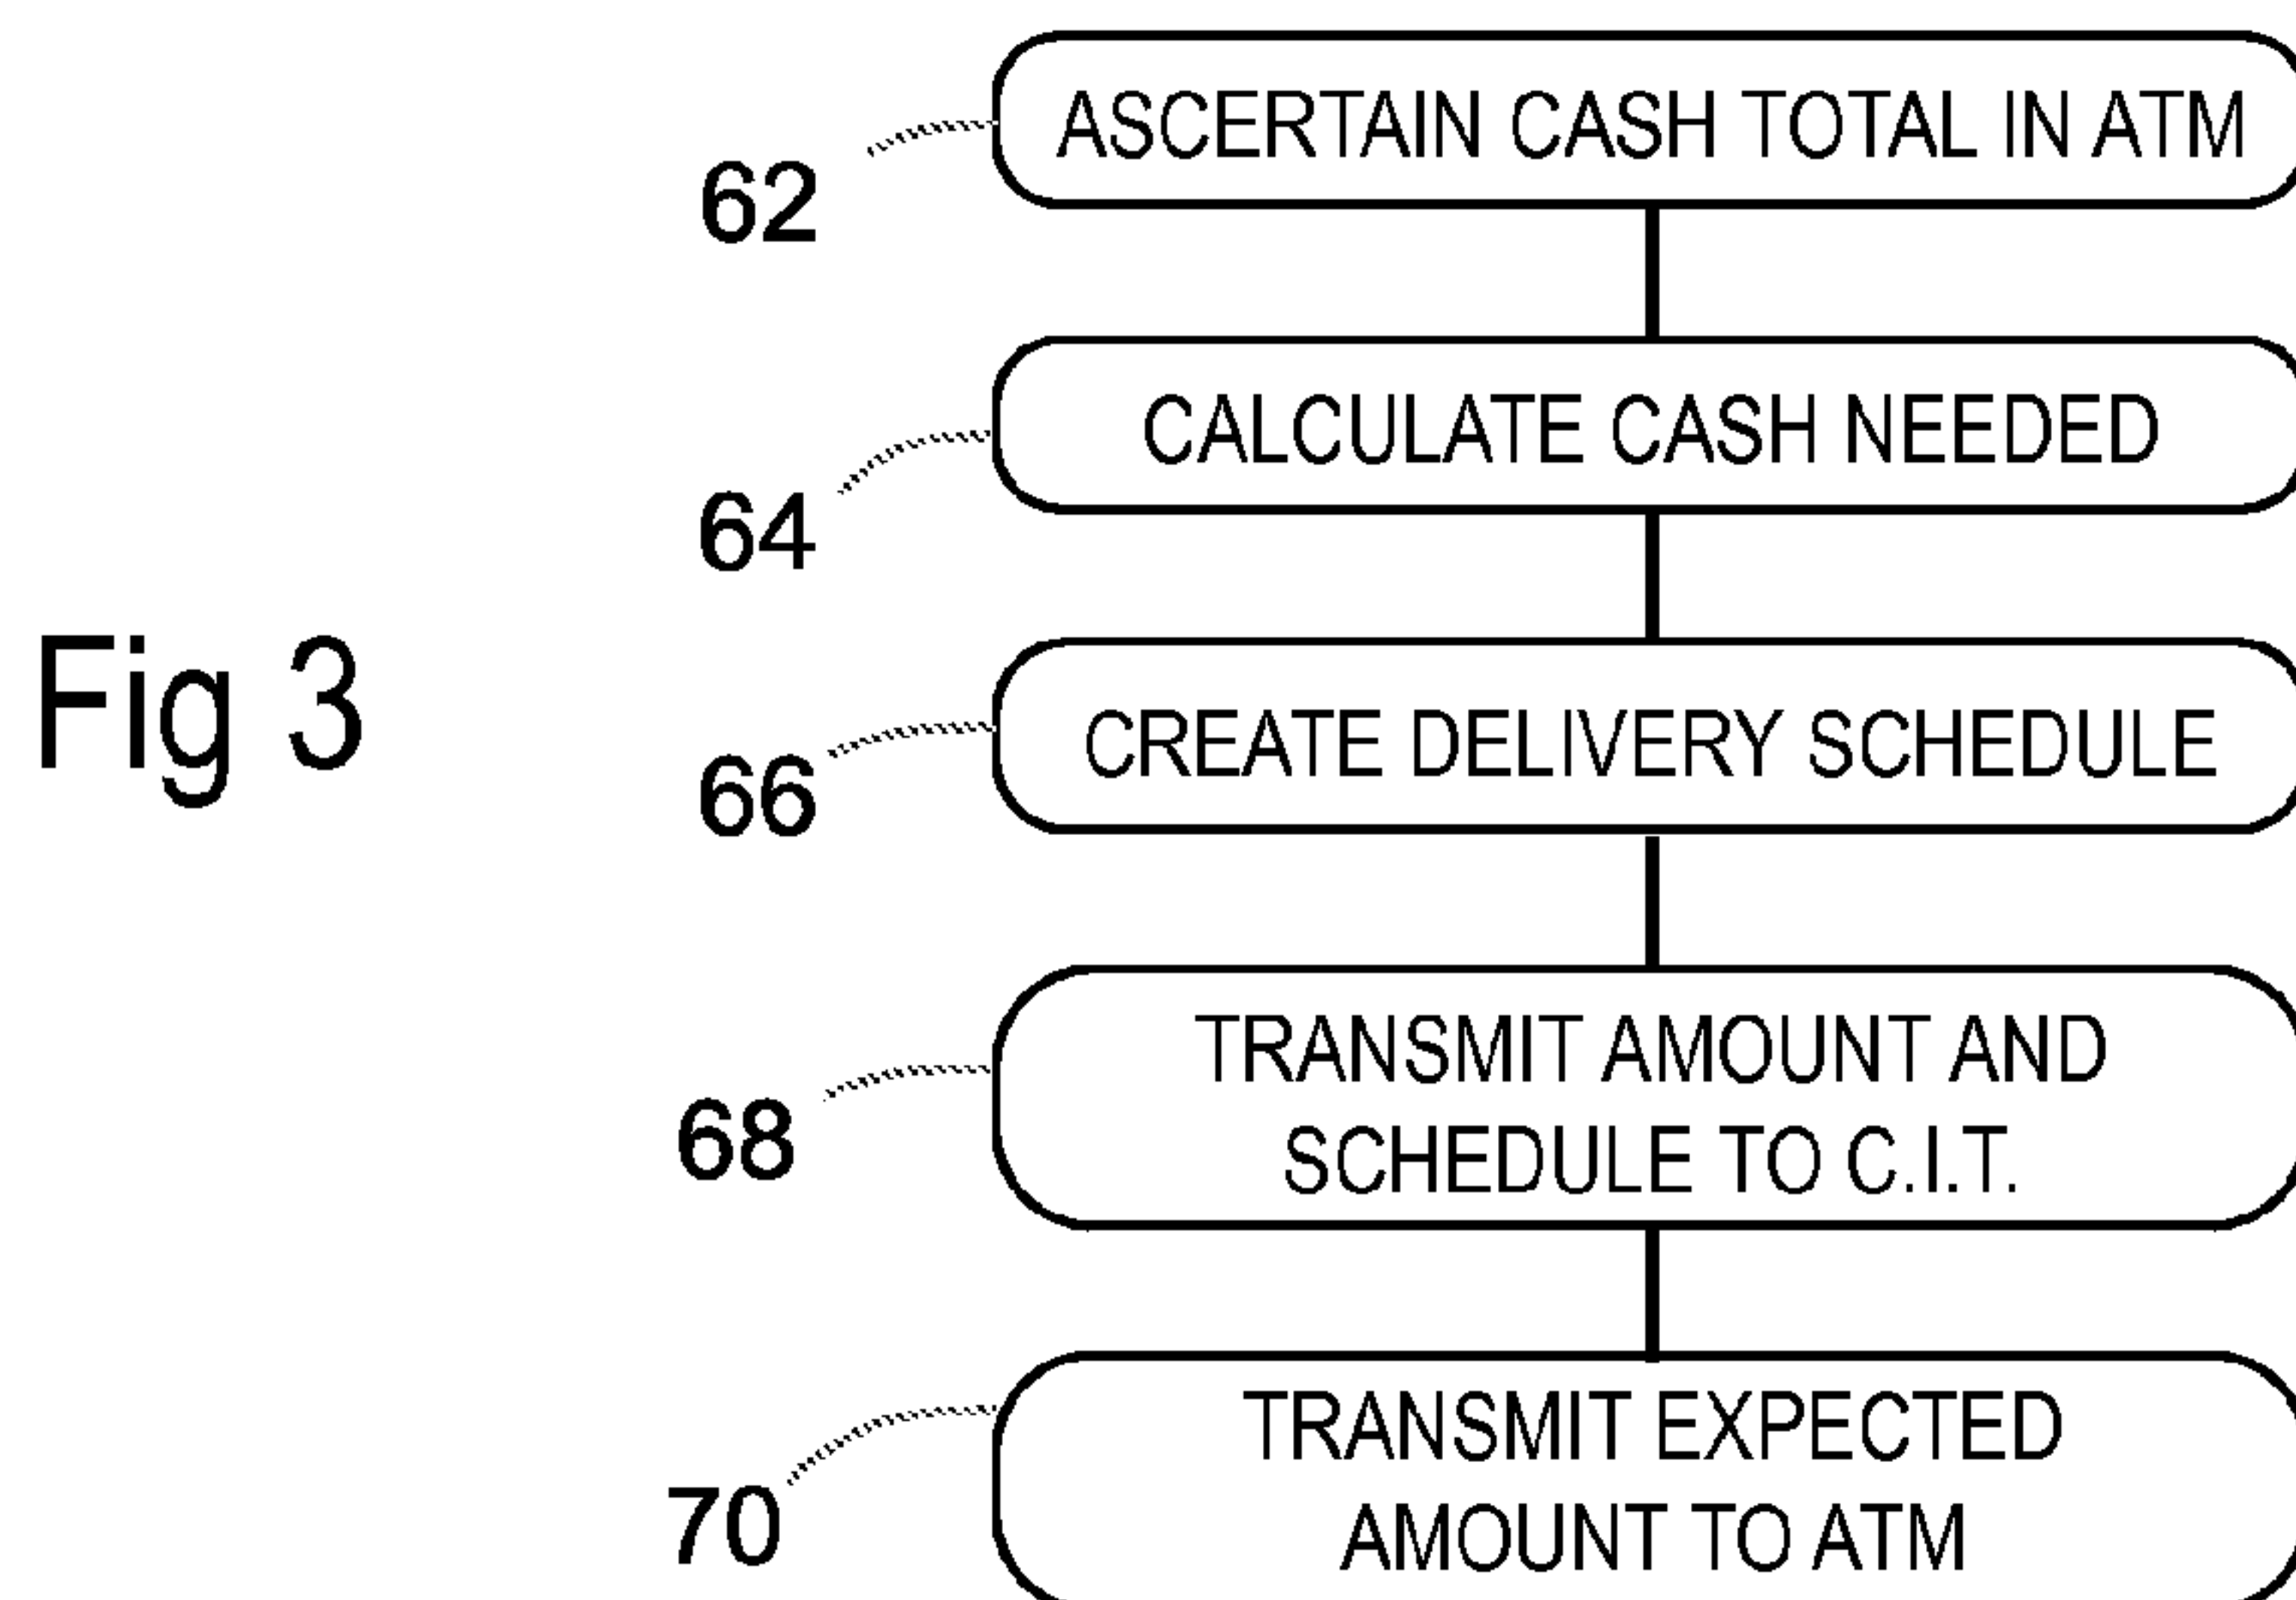 ASCERTAIN CASH TOTAL IN ATM
62
CALCULATE CASH NEEDED
64
Fig 3
CREATE DELIVERY SCHEDULE
66
TRANSMIT AMOUNT AND
SCHEDULE TO C.I.T.
68
TRANSMIT EXPECTED
AMOUNT TO ATM
70